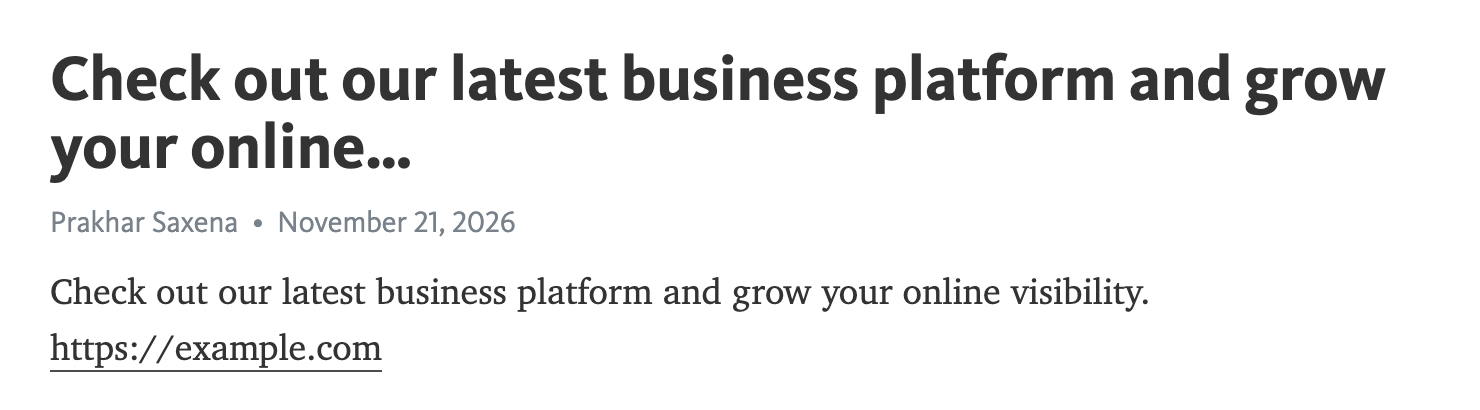 Check out our latest business platform and grow
your online...
Prakhar Saxena • November 21, 2026
Check out our latest business platform and grow your online visibility.
https://example.com